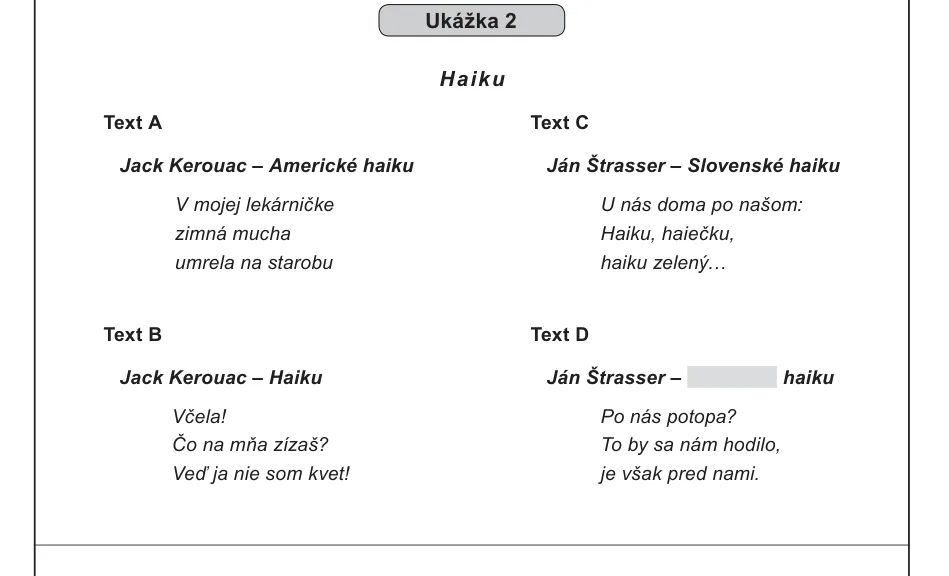 Ukážka 2
Haiku
Text A
Jack Kerouac – Americké haiku
V mojej lekárničke
zimná mucha
umrela na starobu
Text B
Jack Kerouac – Haiku
Včela!
Čo na mňa zízaš?
Veď ja nie som kvet!
Text C
Ján Štrasser – Slovenské haiku
U nás doma po našom:
Haiku, haiečku,
haiku zelený…
Text D
Ján Štrasser – haiku
Po nás potopa?
To by sa nám hodilo,
je však pred nami.